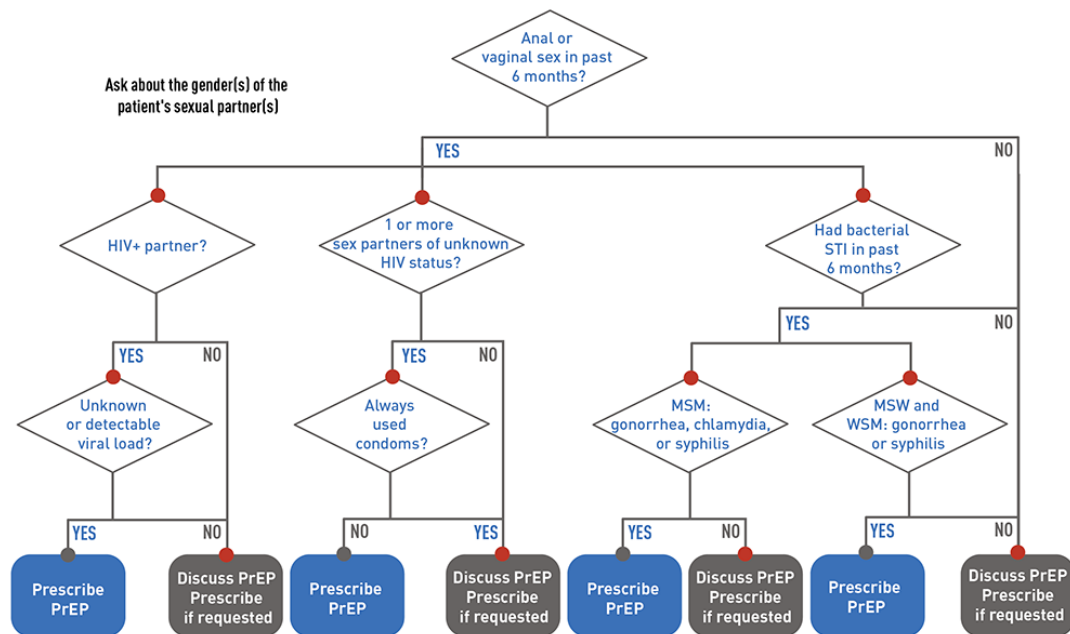 Anal or
vaginal sex in past
6 months?
Ask about the gender(s) of the
patient's sexual partner(s)
YES
NO
HIV+ partner?
1 or more
sex partners of unknown
HIV status?
Had bacterial
STI in past
6 months?
YES
NO
YES
NO
YES
NO
Unknown
or detectable
viral load?
Always
used
condoms?
MSM:
gonorrhea, chlamydia,
or syphilis
MSW and
WSM: gonorrhea
or syphilis
YES
NO
NO
YES
YES
NO
YES
NO
Prescribe
PrEP
Discuss PrEP
Prescribe
if requested
Prescribe
PrEP
Discuss PrEP
Prescribe
if requested
Prescribe
PrEP
Discuss PrEP
Prescribe
if requested
Prescribe
PrEP
Discuss PrEP
Prescribe
if requested